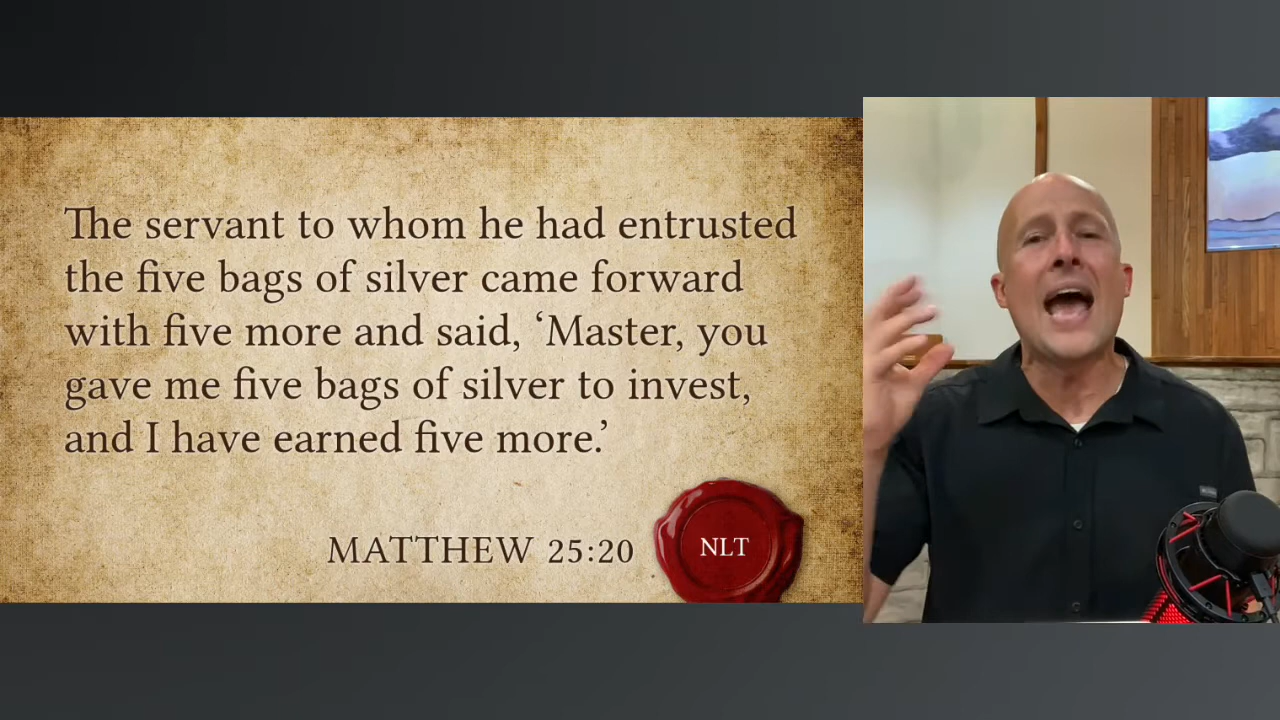 The servant to whom he had entrusted
the five bags of silver came forward
with five more and said, ‘Master, you
gave me five bags of silver to invest,
and I have earned five more.’
MATTHEW 25:20
NLT